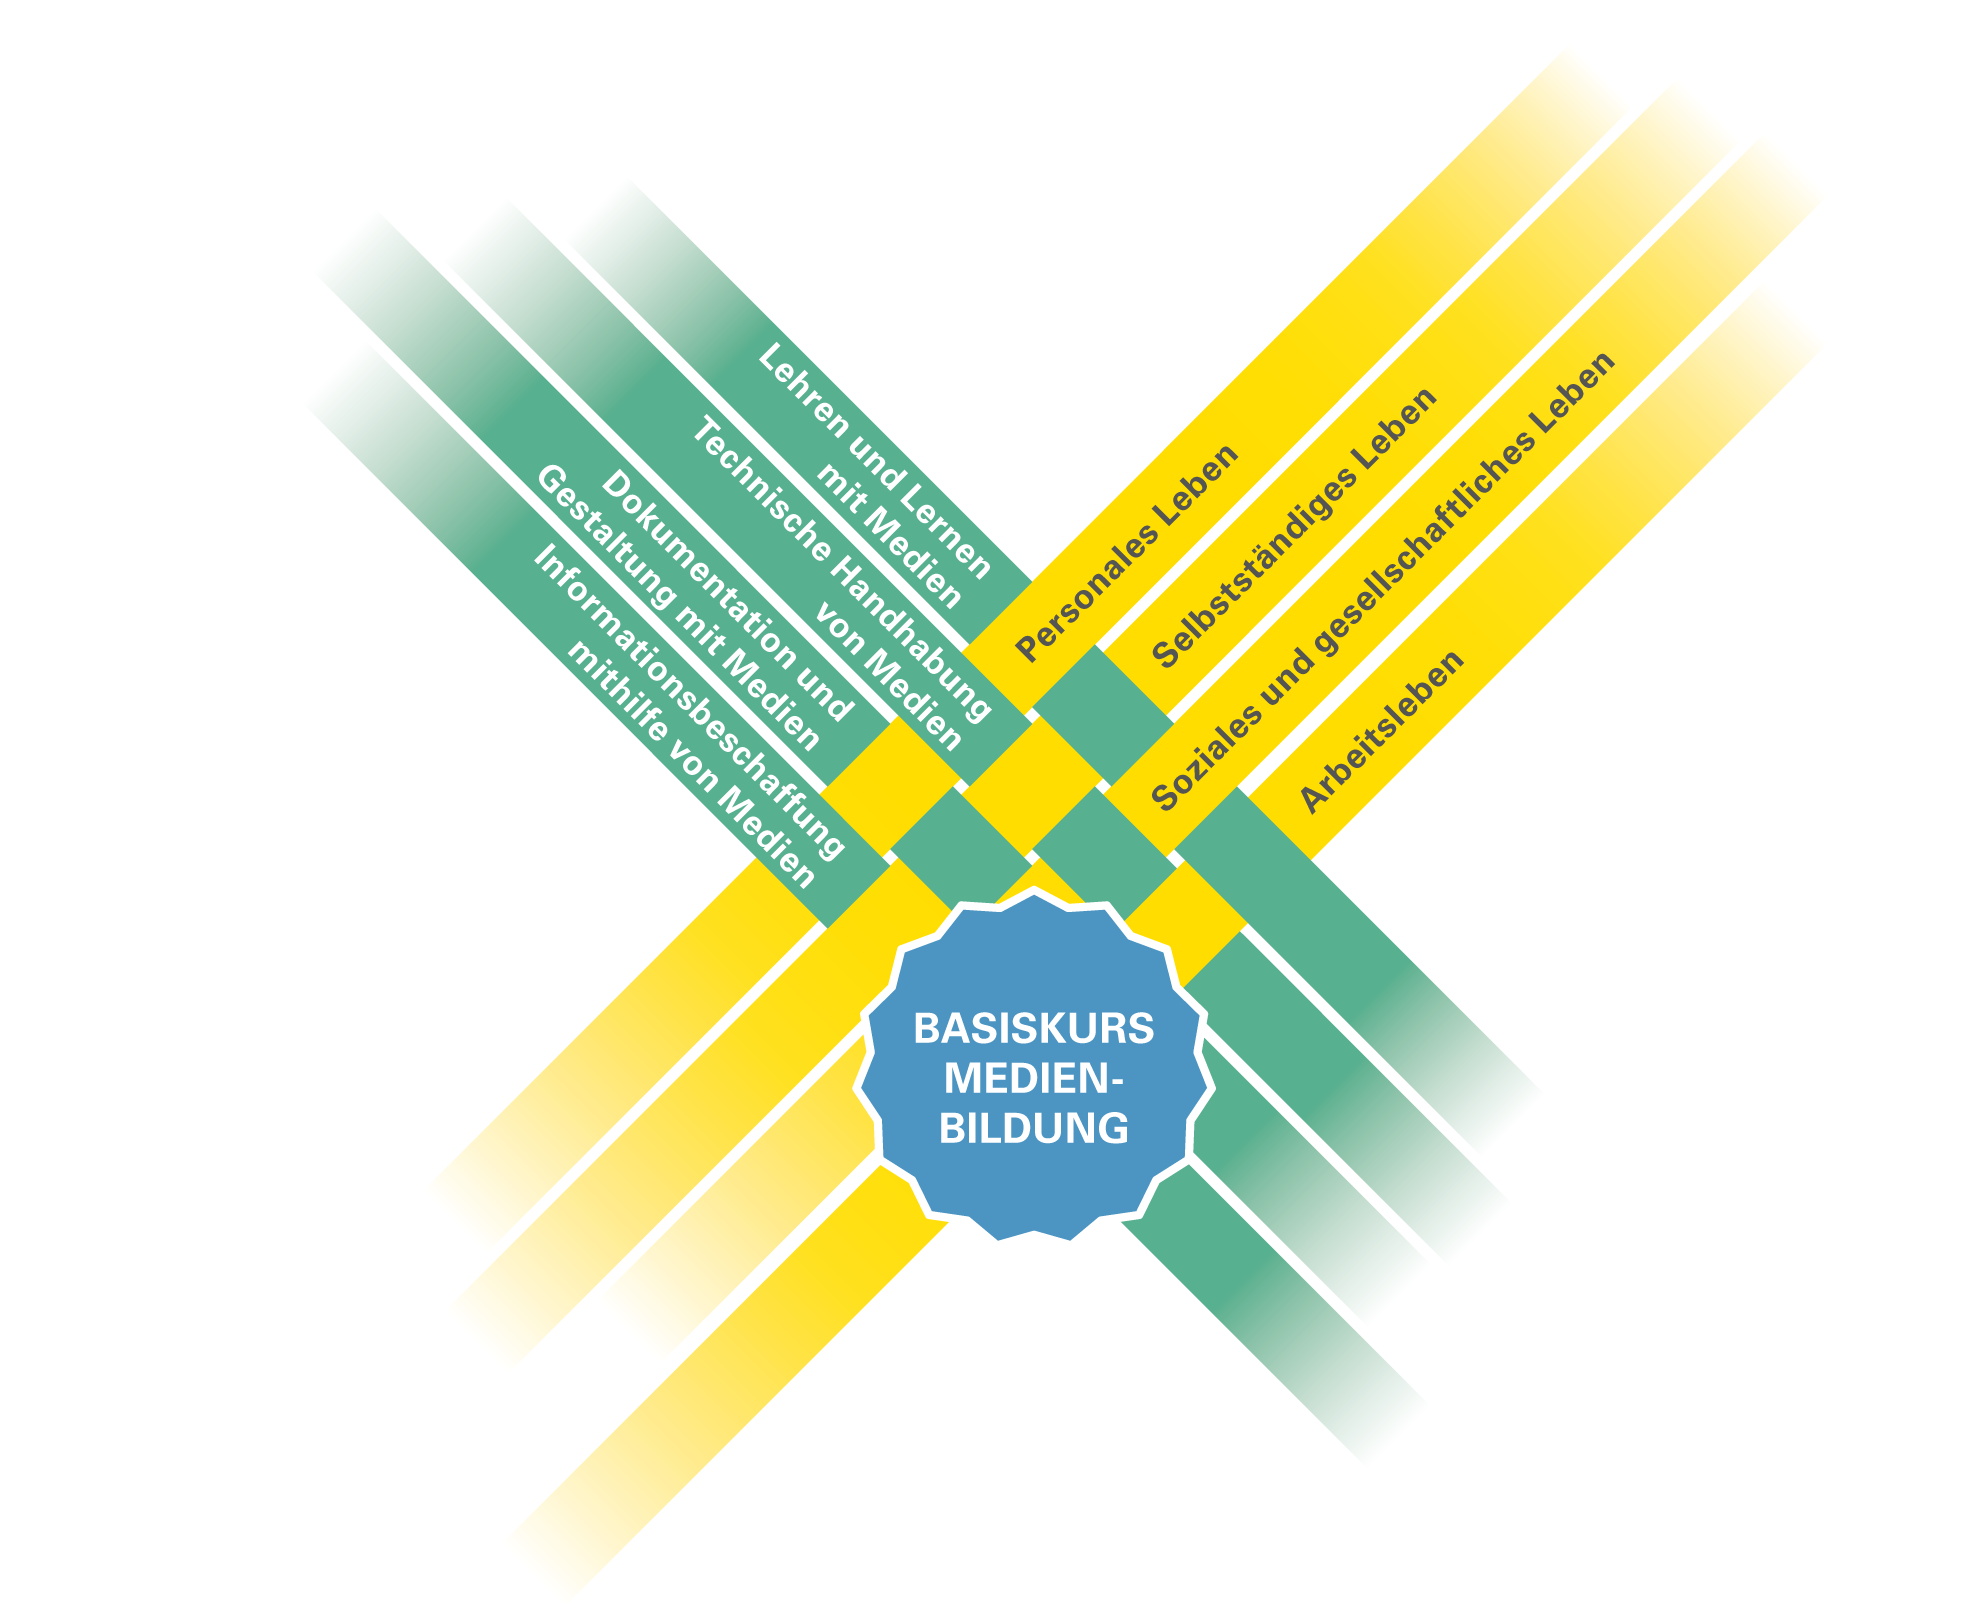 Lehren und Lernen
mit Medien
Technische Handhabung
von Medien
Dokumentation und
Gestaltung mit Medien
Informationsbeschaffung
mithilfe von Medien
Personales Leben
Selbstständiges Leben
Soziales und gesellschaftliches Leben
Arbeitsleben
BASISKURS
MEDIEN-
BILDUNG